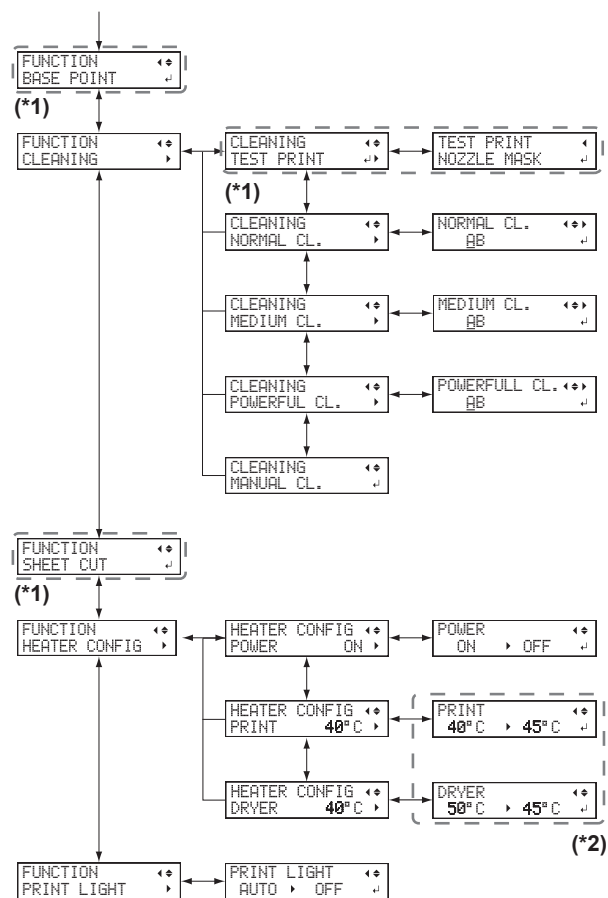 FUNCTION
BASE POINT
(*1)
FUNCTION
CLEANING
CLEANING
TEST PRINT
TEST PRINT
NOZZLE MASK
(*1)
CLEANING
NORMAL CL.
NORMAL CL.
AB
CLEANING
MEDIUM CL.
MEDIUM CL.
AB
CLEANING
POWERFUL CL.
POWERFULL CL.
AB
CLEANING
MANUAL CL.
FUNCTION
SHEET CUT
(*1)
FUNCTION
HEATER CONFIG
HEATER CONFIG
POWER ON
POWER
ON OFF
HEATER CONFIG
PRINT 40°C
PRINT
40°C 45°C
HEATER CONFIG
DRYER 40°C
DRYER
50°C 45°C
(*2)
FUNCTION
PRINT LIGHT
PRINT LIGHT
AUTO OFF